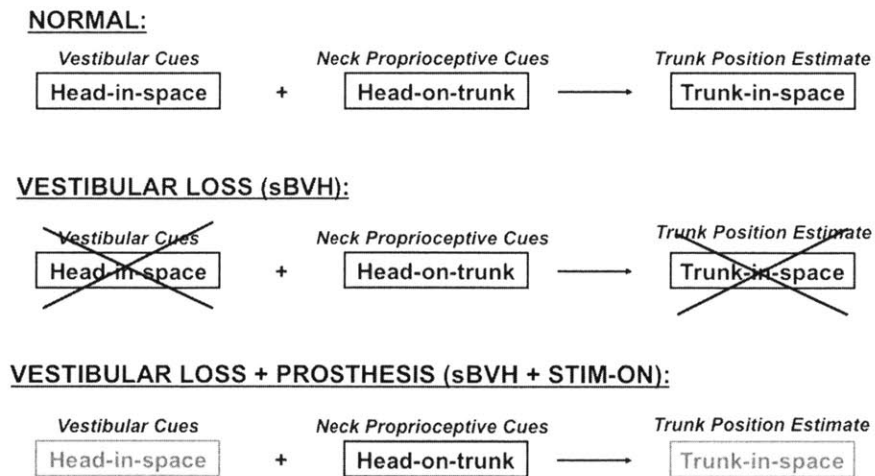 NORMAL:
Vestibular Cues Neck Proprioceptive Cues Trunk Position Estimate
Head-in-space + Head-on-trunk Trunk-in-space
VESTIBULAR LOSS (sBVH):
Vestibular Cues Neck Proprioceptive Cues Trunk Position Estimate
Head-in-space + Head-on-trunk Trunk-in-space
VESTIBULAR LOSS + PROSTHESIS (sBVH + STIM-ON):
Vestibular Cues Neck Proprioceptive Cues Trunk Position Estimate
Head-in-space + Head-on-trunk Trunk-in-space